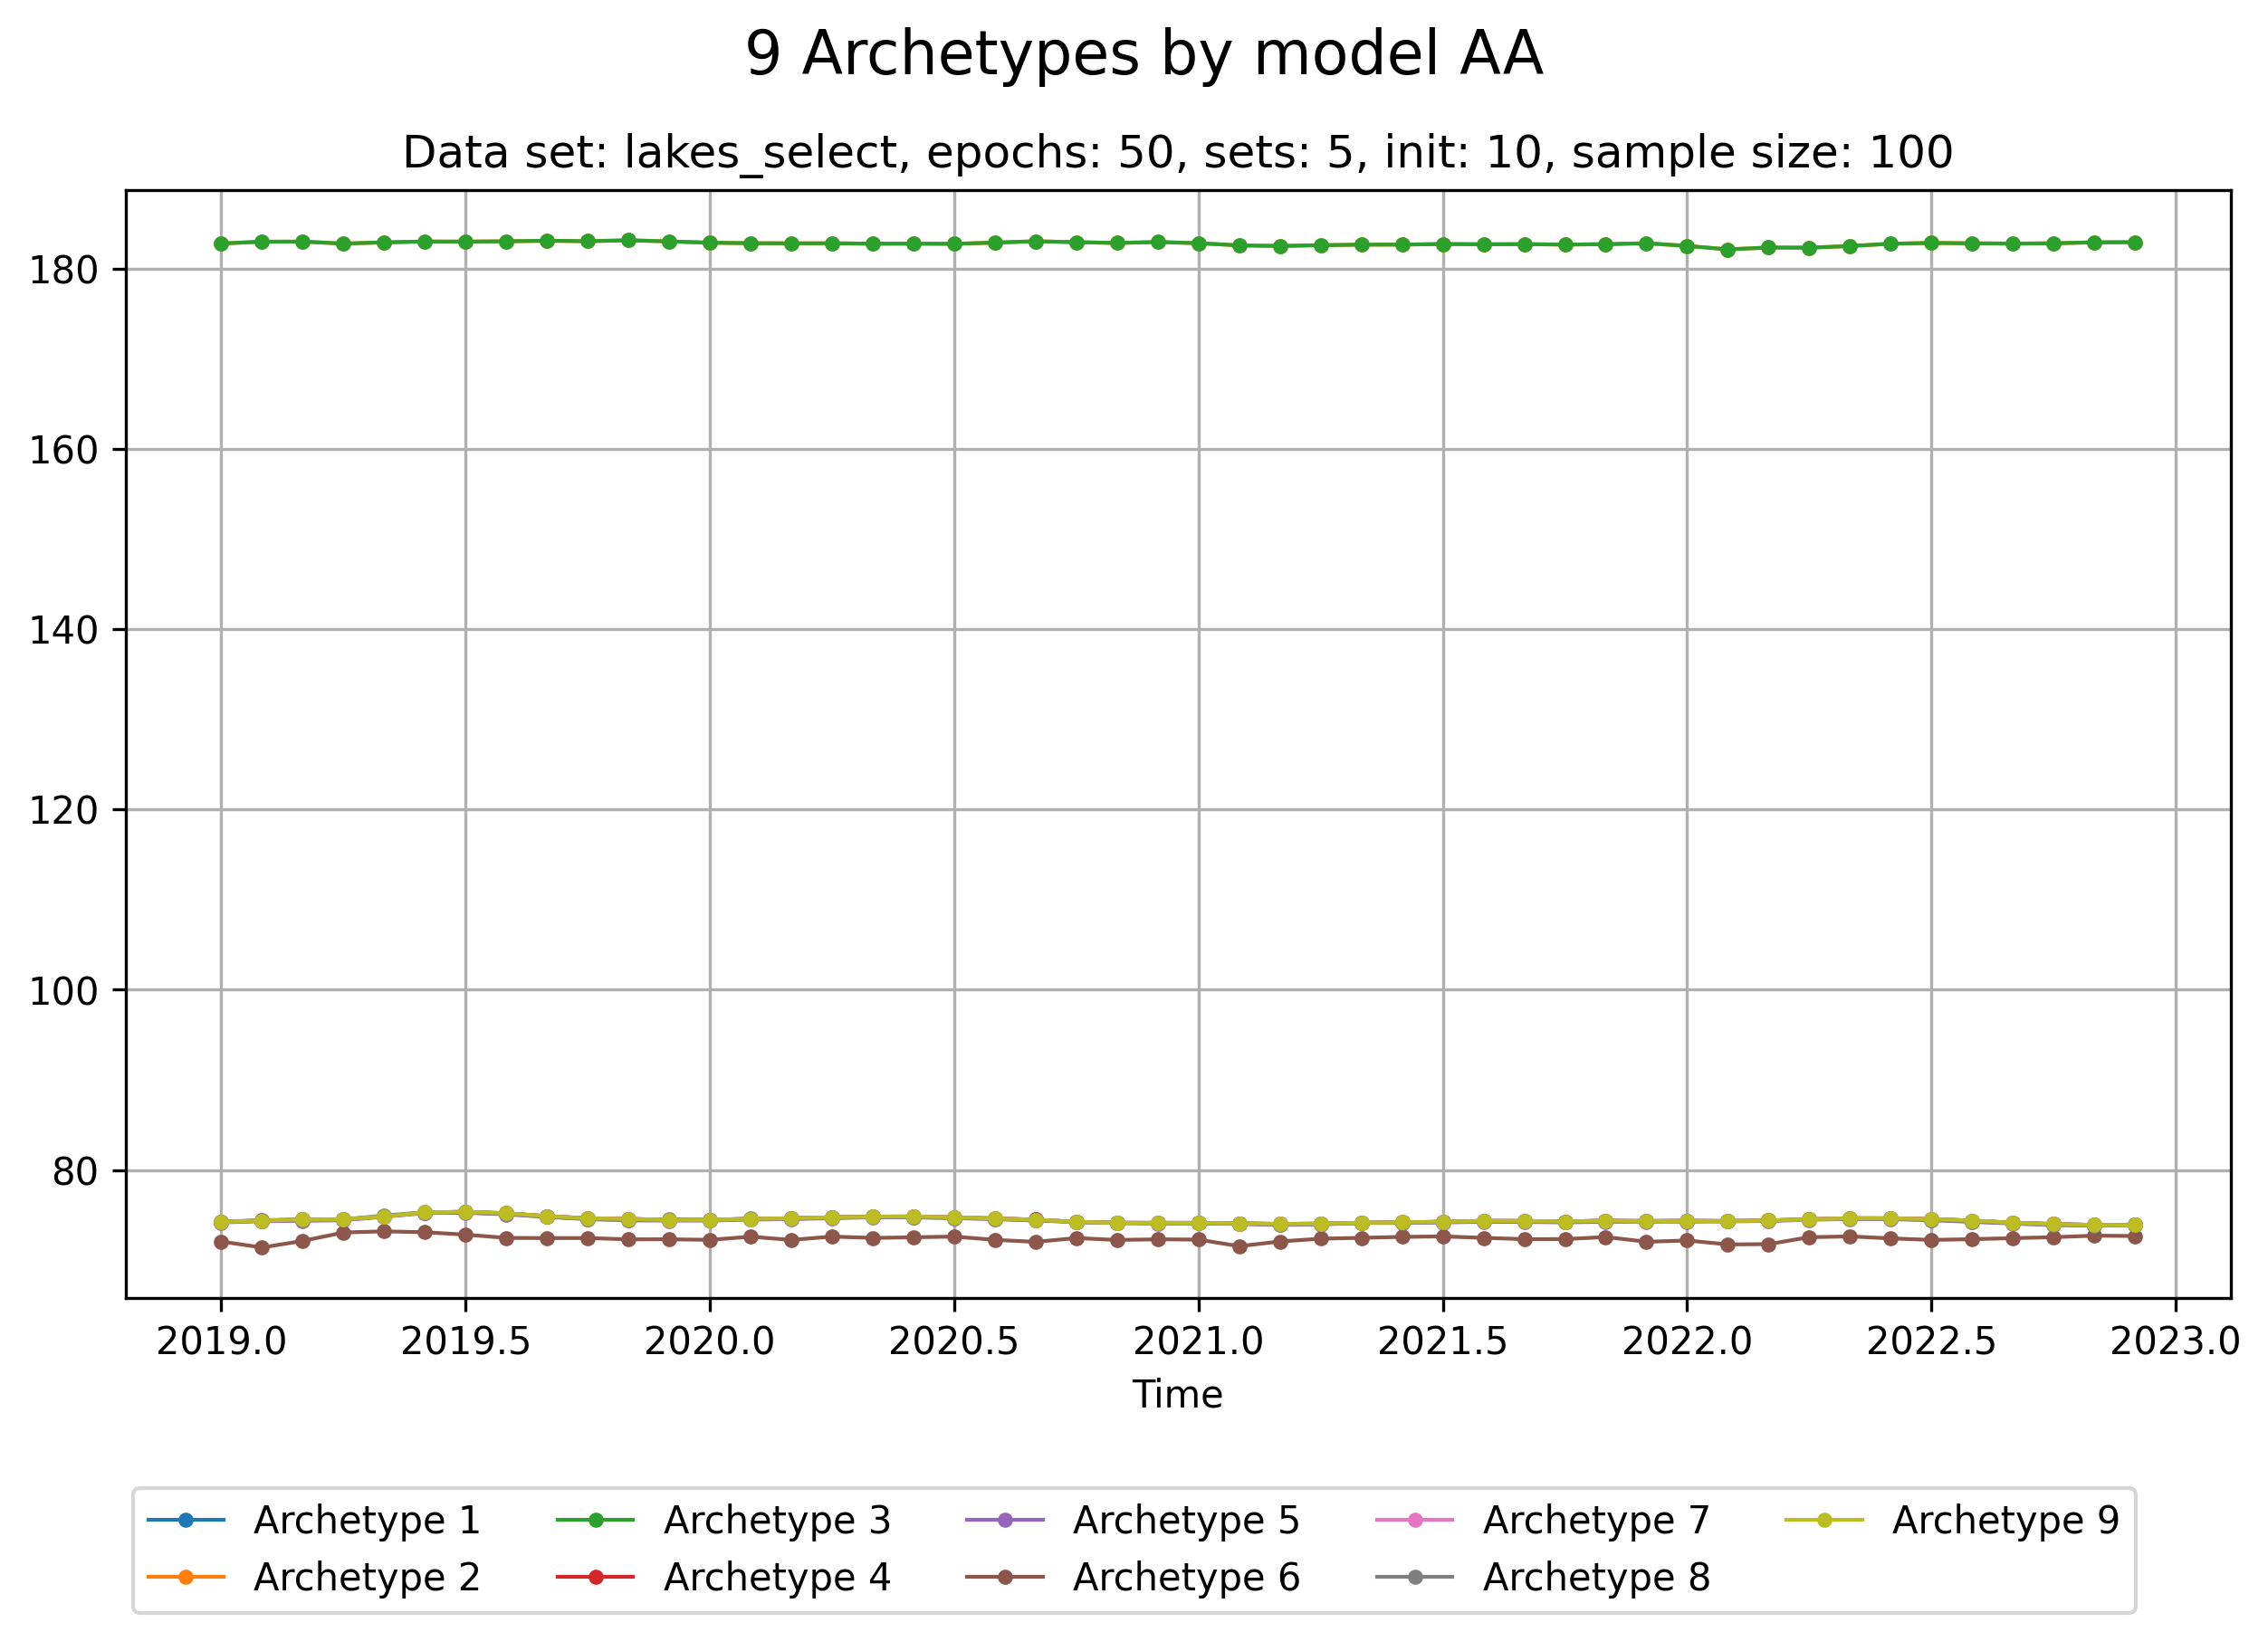 9 Archetypes by model AA
Data set: lakes_select, epochs: 50, sets: 5, init: 10, sample size: 100
180
160
140
120
100
80
2019.0 2019.5 2020.0 2020.5 2021.0 2021.5 2022.0 2022.5 2023.0
Time
Archetype 1 Archetype 3 Archetype 5 Archetype 7 Archetype 9
Archetype 2 Archetype 4 Archetype 6 Archetype 8